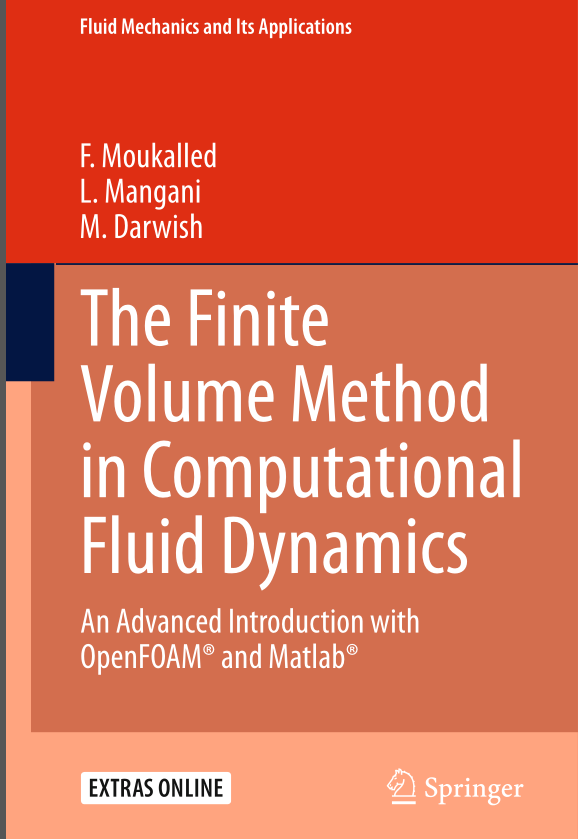 Fluid Mechanics and Its Applications
F. Moukalled
L. Mangani
M. Darwish
The Finite
Volume Method
in Computational
Fluid Dynamics
An Advanced Introduction with
OpenFOAM® and Matlab®
EXTRAS ONLINE
Springer